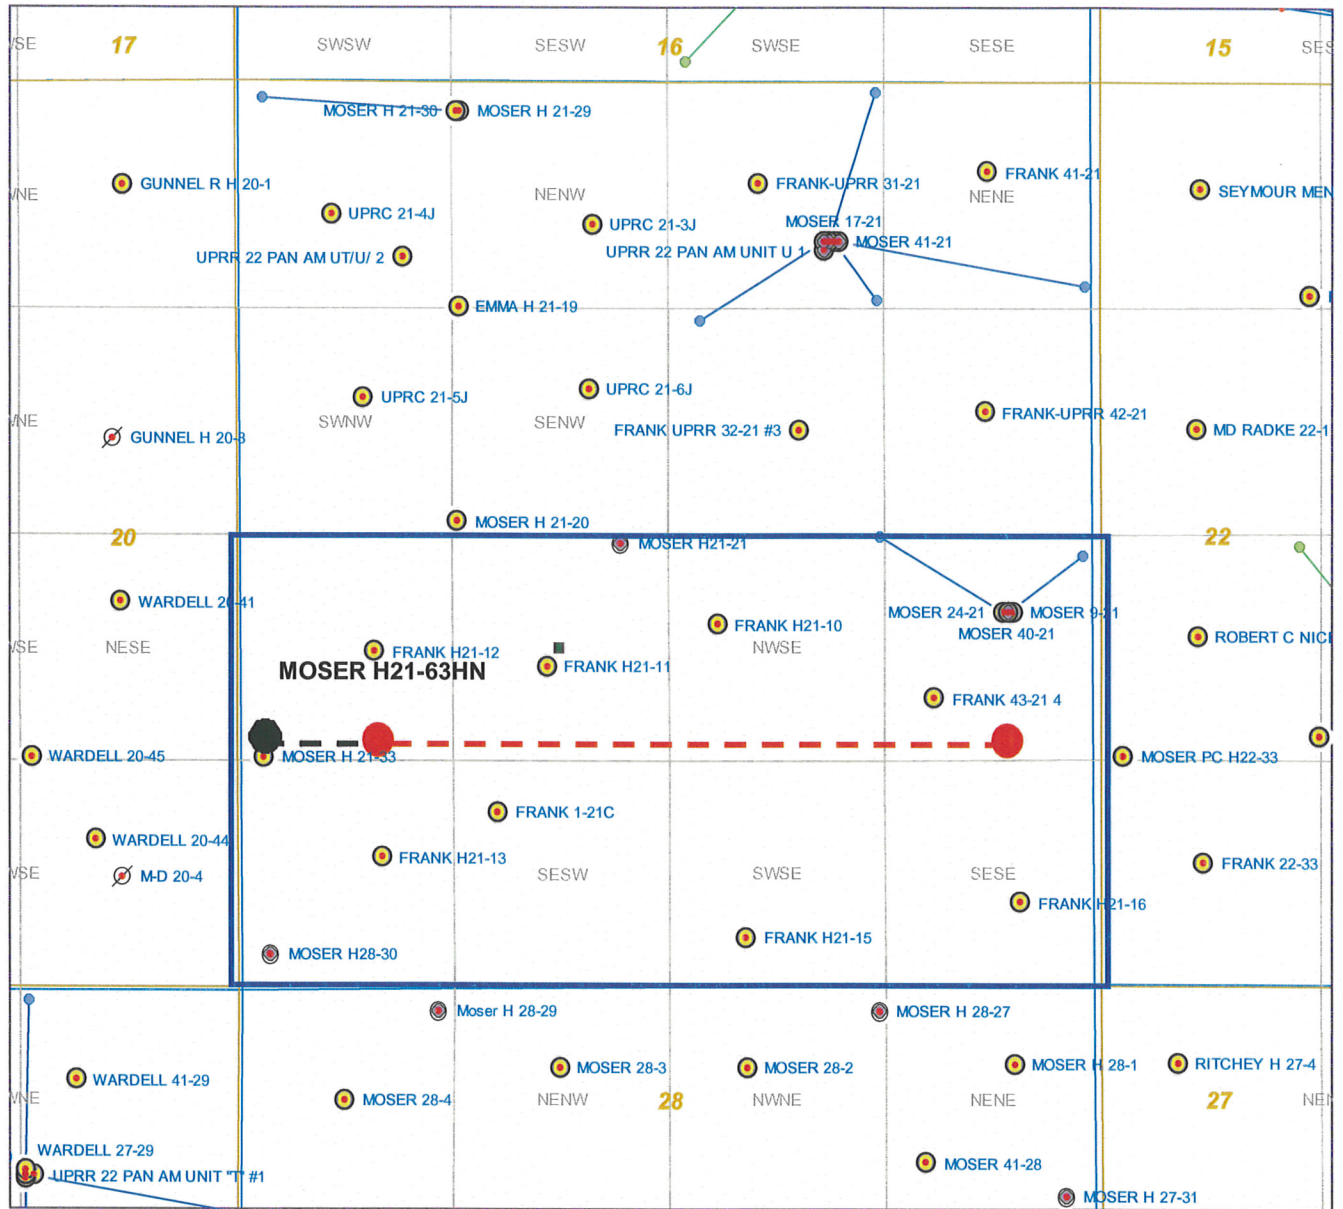 /SE
17
SWSW
SESW
16
SWSE
SESE
15
SES
MOSER H 21-30
MOSER H 21-29
VNE
GUNNEL R H 20-1
NENW
FRANK-UPRR 31-21
FRANK 41-21
NENE
SEYMOUR MEN
UPRC 21-4J
UPRC 21-3J
MOSER 17-21
UPRR 22 PAN AM UT/U/ 2
UPRR 22 PAN AM UNIT U 1
MOSER 41-21
EMMA H 21-19
UPRC 21-5J
UPRC 21-6J
VNE
SWNW
SENW
FRANK UPRR 32-21 #3
FRANK-UPRR 42-21
MD RADKE 22-1
GUNNEL H 20-8
MOSER H 21-20
20
MOSER H21-21
22
WARDELL 20-41
MOSER 24-21
MOSER 9-21
FRANK H21-10
MOSER 40-21
ROBERT C NICI
VSE
NESE
FRANK H21-12
NWSE
MOSER H21-63HN
FRANK H21-11
FRANK 43-21 4
WARDELL 20-45
MOSER H 21-33
MOSER PC H22-33
FRANK 1-21C
WARDELL 20-44
FRANK H21-13
FRANK 22-33
VSE
M-D 20-4
SESW
SWSE
SESE
FRANK H21-16
FRANK H21-15
MOSER H28-30
Moser H 28-29
MOSER H 28-27
WARDELL 41-29
MOSER 28-3
MOSER 28-2
MOSER H 28-1
RITCHEY H 27-4
VNE
MOSER 28-4
NENW
28
NWNE
NENE
27
NEN
WARDELL 27-29
UPRR 22 PAN AM UNIT "T" #1
MOSER 41-28
MOSER H 27-31